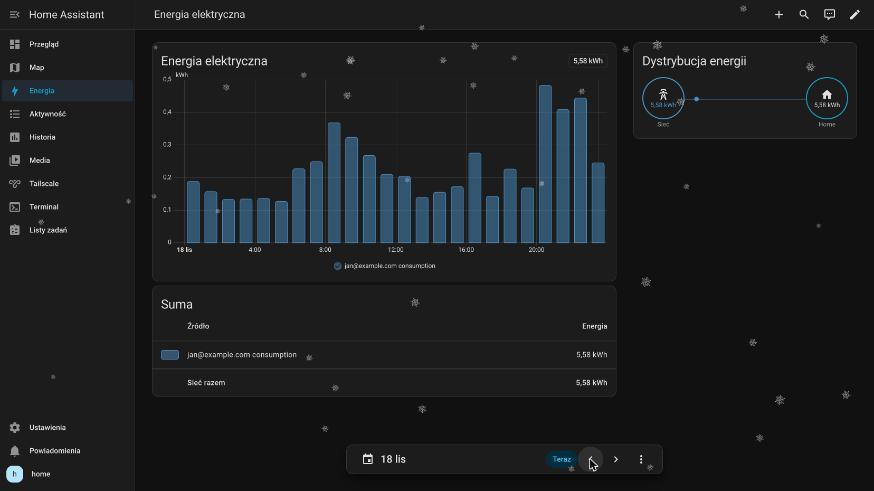 Home Assistant
Przegląd
Map
Energia
Aktywność
Historia
Media
Tailscale
Terminal
Listy zadań
Ustawienia
Powiadomienia
h home
Energia elektryczna
Energia elektryczna
5,58 kWh
kWh
0,5
0,4
0,3
0,2
0,1
0
18 lis 4:00 8:00 12:00 16:00 20:00
jan@example.com consumption
Suma
Źródło Energia
jan@example.com consumption 5,58 kWh
Sieć razem 5,58 kWh
Dystrybucja energii
5,58 kWh 5,58 kWh
Sieć Home
18 lis Teraz